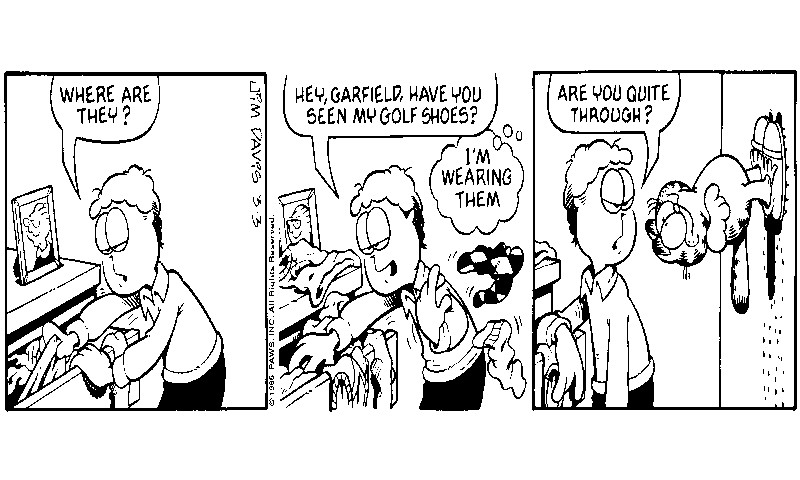 WHERE ARE
THEY?
JIM DAVIS 3.3
© 1986 PAWS, INC. All Rights Reserved.
HEY, GARFIELD, HAVE YOU
SEEN MY GOLF SHOES?
I'M
WEARING
THEM
ARE YOU QUITE
THROUGH?